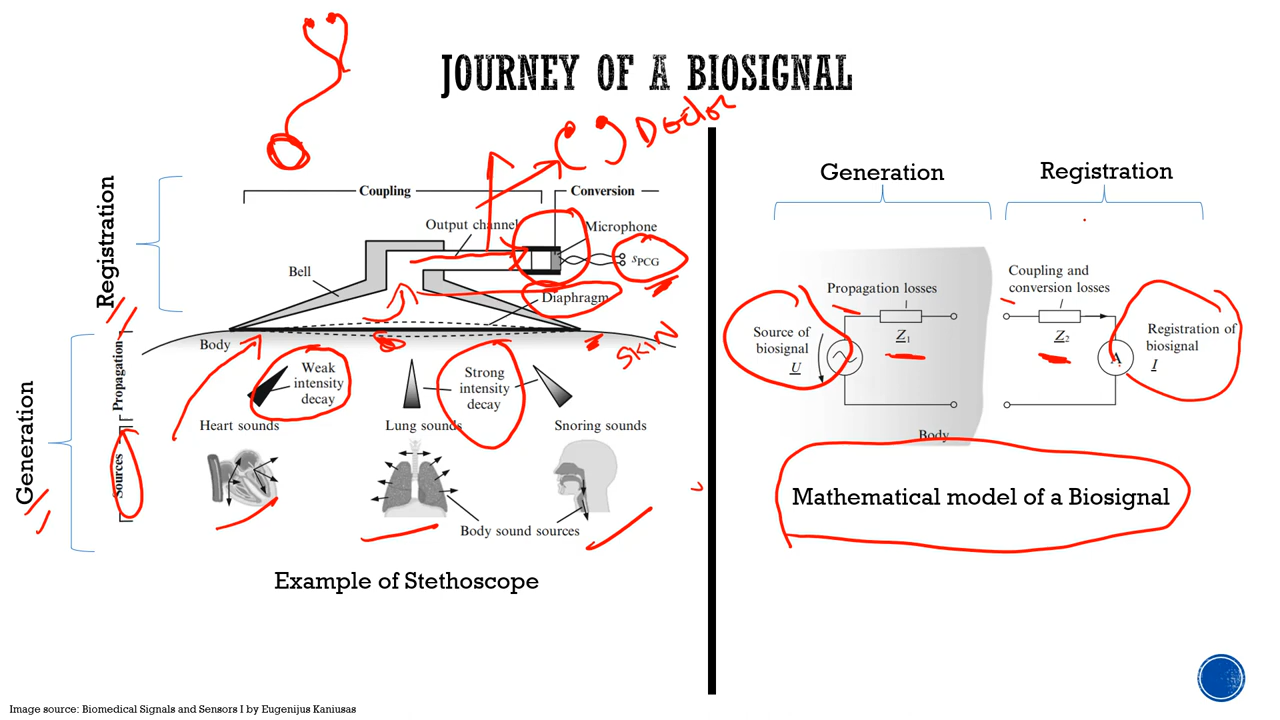 JOURNEY OF A BIOSIGNAL
Doctor
Registration
Coupling
Conversion
Output channel
Microphone
sPCG
Bell
Diaphragm
Body
SKIN
Generation
Propagation
Sources
Weak
intensity
decay
Strong
intensity
decay
Heart sounds
Lung sounds
Snoring sounds
Body sound sources
Example of Stethoscope
Generation
Registration
Propagation losses
Z1
Source of
biosignal
U
Coupling and
conversion losses
Z2
A
Registration of
biosignal
I
Body
Mathematical model of a Biosignal
Image source: Biomedical Signals and Sensors I by Eugenijus Kaniusas